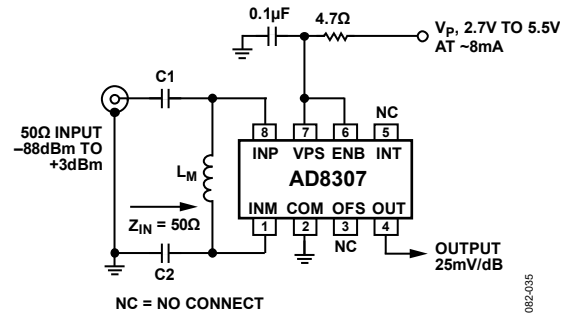 0.1µF
4.7Ω
VP, 2.7V TO 5.5V
AT ~8mA
C1
NC
50Ω INPUT
–88dBm TO
+3dBm
8 7 6 5
INP VPS ENB INT
LM
AD8307
ZIN = 50Ω
INM COM OFS OUT
1 2 3 4
NC
C2
OUTPUT
25mV/dB
NC = NO CONNECT
082-035